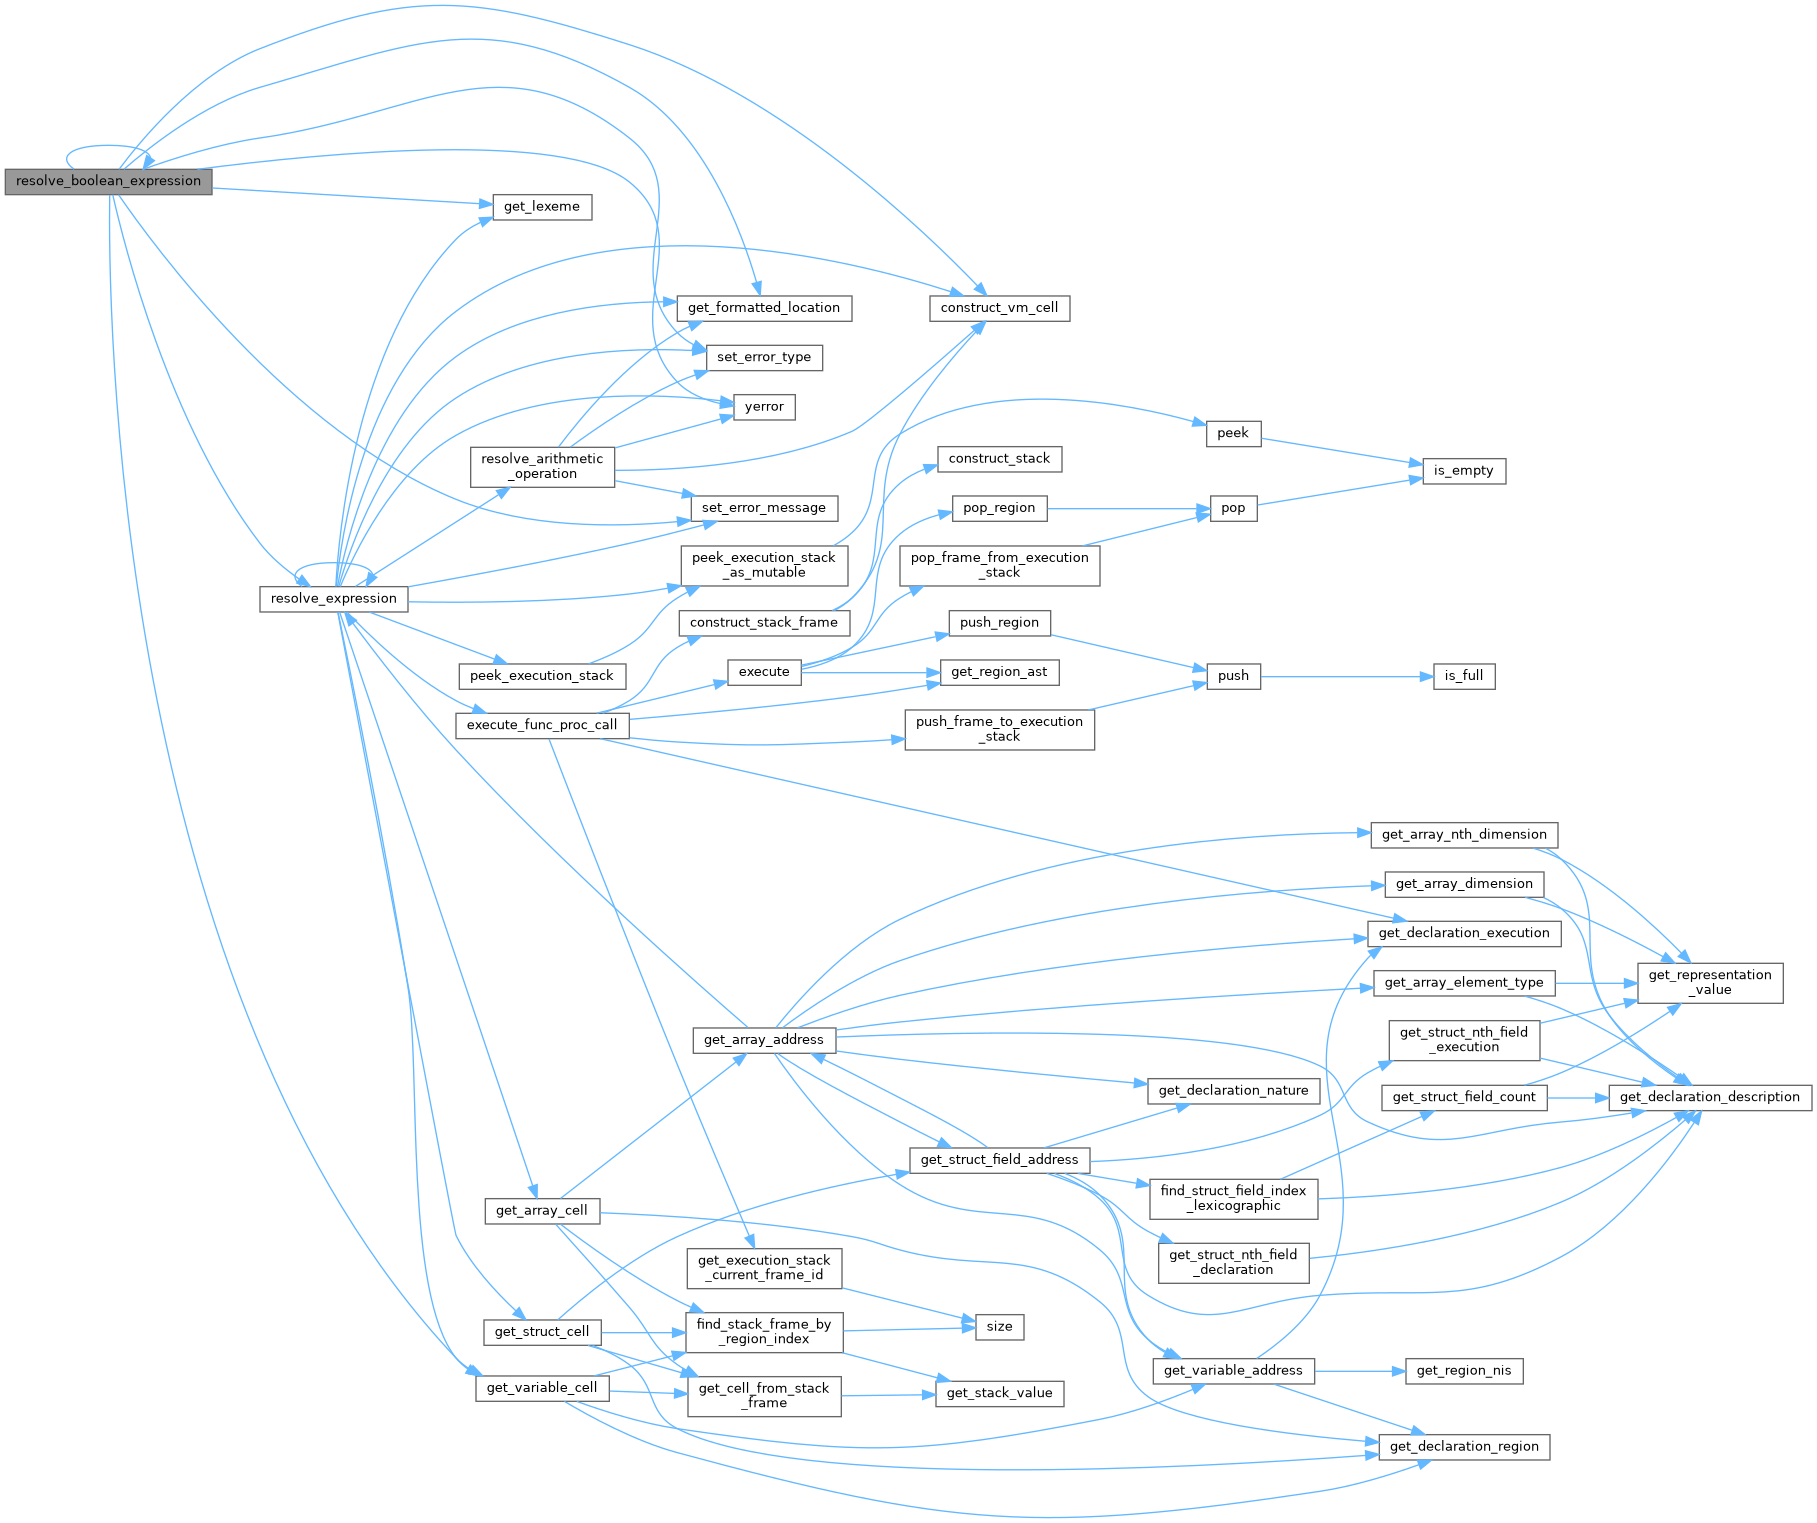 resolve_boolean_expression
get_lexeme
get_formatted_location
construct_vm_cell
set_error_type
yerror
resolve_arithmetic
_operation
construct_stack
peek
is_empty
set_error_message
pop_region
pop
peek_execution_stack
_as_mutable
pop_frame_from_execution
_stack
resolve_expression
construct_stack_frame
push_region
peek_execution_stack
execute
get_region_ast
push
is_full
execute_func_proc_call
push_frame_to_execution
_stack
get_array_nth_dimension
get_array_dimension
get_declaration_execution
get_array_element_type
get_representation
_value
get_array_address
get_struct_nth_field
_execution
get_declaration_nature
get_struct_field_count
get_declaration_description
get_struct_field_address
find_struct_field_index
_lexicographic
get_array_cell
get_struct_nth_field
_declaration
get_execution_stack
_current_frame_id
get_struct_cell
find_stack_frame_by
_region_index
size
get_variable_cell
get_cell_from_stack
_frame
get_stack_value
get_variable_address
get_region_nis
get_declaration_region